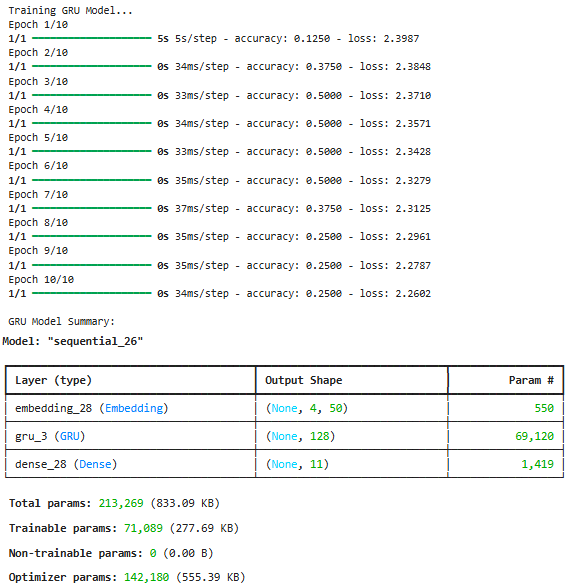 Training GRU Model...
Epoch 1/10
1/1 ━━━━━━━━━━━━━━━━━━━━ 5s 5s/step - accuracy: 0.1250 - loss: 2.3987
Epoch 2/10
1/1 ━━━━━━━━━━━━━━━━━━━━ 0s 34ms/step - accuracy: 0.3750 - loss: 2.3848
Epoch 3/10
1/1 ━━━━━━━━━━━━━━━━━━━━ 0s 33ms/step - accuracy: 0.5000 - loss: 2.3710
Epoch 4/10
1/1 ━━━━━━━━━━━━━━━━━━━━ 0s 34ms/step - accuracy: 0.5000 - loss: 2.3571
Epoch 5/10
1/1 ━━━━━━━━━━━━━━━━━━━━ 0s 33ms/step - accuracy: 0.5000 - loss: 2.3428
Epoch 6/10
1/1 ━━━━━━━━━━━━━━━━━━━━ 0s 35ms/step - accuracy: 0.5000 - loss: 2.3279
Epoch 7/10
1/1 ━━━━━━━━━━━━━━━━━━━━ 0s 37ms/step - accuracy: 0.3750 - loss: 2.3125
Epoch 8/10
1/1 ━━━━━━━━━━━━━━━━━━━━ 0s 35ms/step - accuracy: 0.2500 - loss: 2.2961
Epoch 9/10
1/1 ━━━━━━━━━━━━━━━━━━━━ 0s 35ms/step - accuracy: 0.2500 - loss: 2.2787
Epoch 10/10
1/1 ━━━━━━━━━━━━━━━━━━━━ 0s 34ms/step - accuracy: 0.2500 - loss: 2.2602
GRU Model Summary:
Model: "sequential_26"
Layer (type) Output Shape Param #
embedding_28 (Embedding) (None, 4, 50) 550
gru_3 (GRU) (None, 128) 69,120
dense_28 (Dense) (None, 11) 1,419
Total params: 213,269 (833.09 KB)
Trainable params: 71,089 (277.69 KB)
Non-trainable params: 0 (0.00 B)
Optimizer params: 142,180 (555.39 KB)